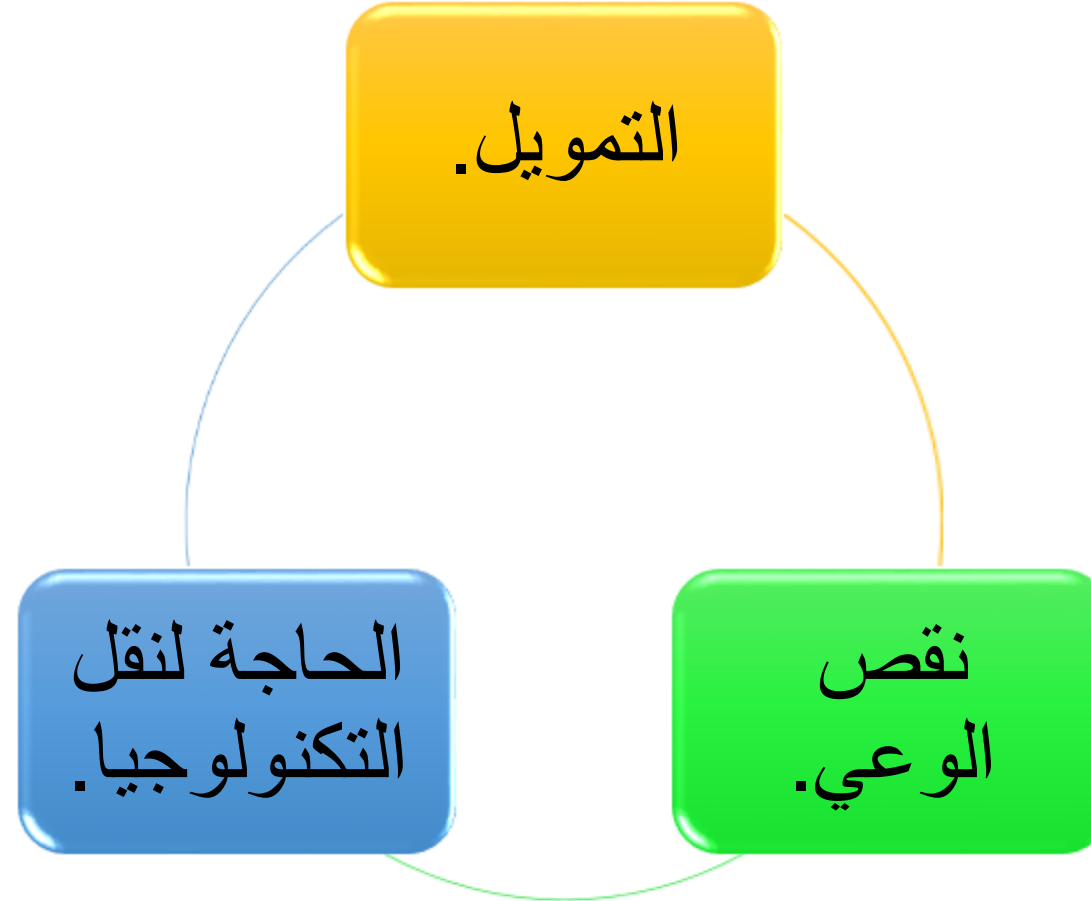 التمويل.
نقص
الوعي.
الحاجة لنقل
التكنولوجيا.